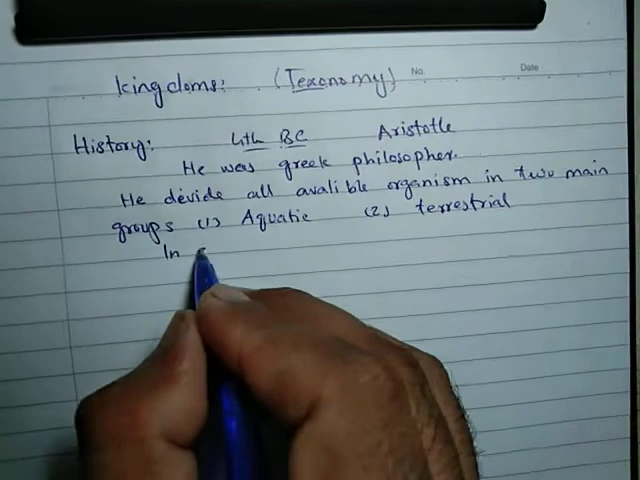 kingdoms: (Texonomy) No. Date
History: 4th BC Aristotle
He was greek philosopher.
He devide all avalible organism in two main
groups (1) Aquatic (2) terrestrial
In